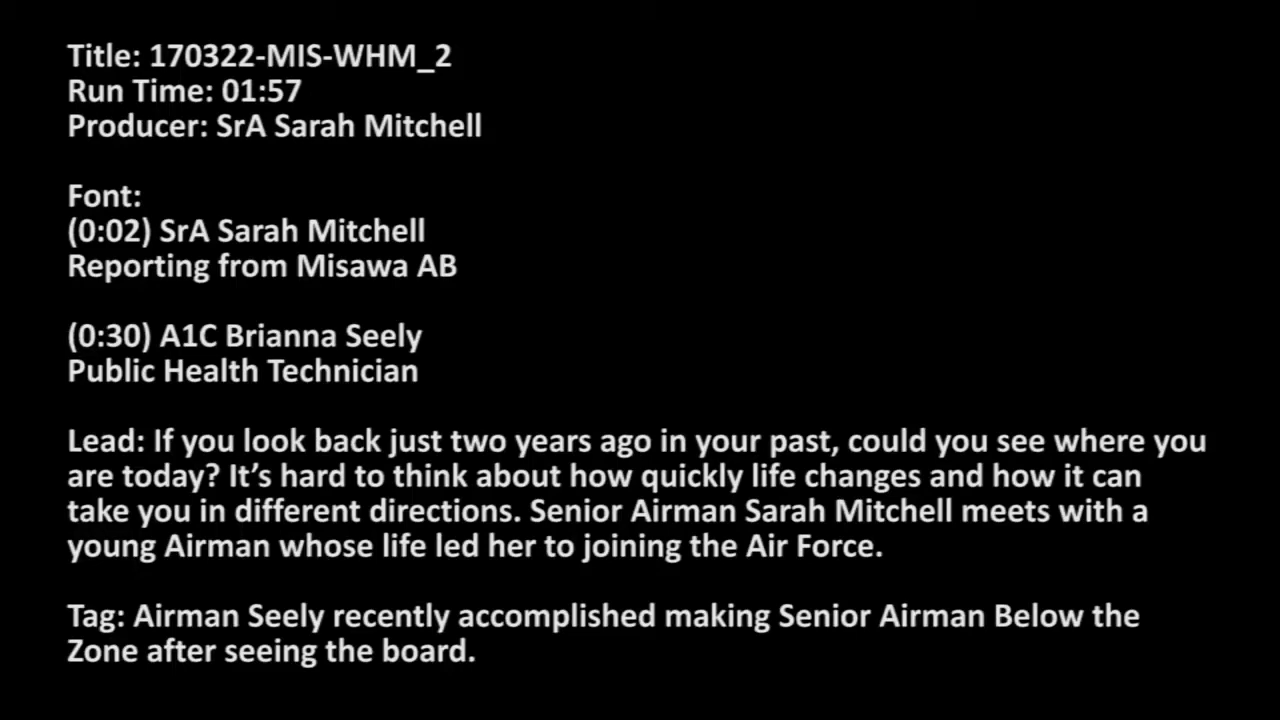 Title: 170322-MIS-WHM_2
Run Time: 01:57
Producer: SrA Sarah Mitchell
Font:
(0:02) SrA Sarah Mitchell
Reporting from Misawa AB
(0:30) A1C Brianna Seely
Public Health Technician
Lead: If you look back just two years ago in your past, could you see where you
are today? It’s hard to think about how quickly life changes and how it can
take you in different directions. Senior Airman Sarah Mitchell meets with a
young Airman whose life led her to joining the Air Force.
Tag: Airman Seely recently accomplished making Senior Airman Below the
Zone after seeing the board.